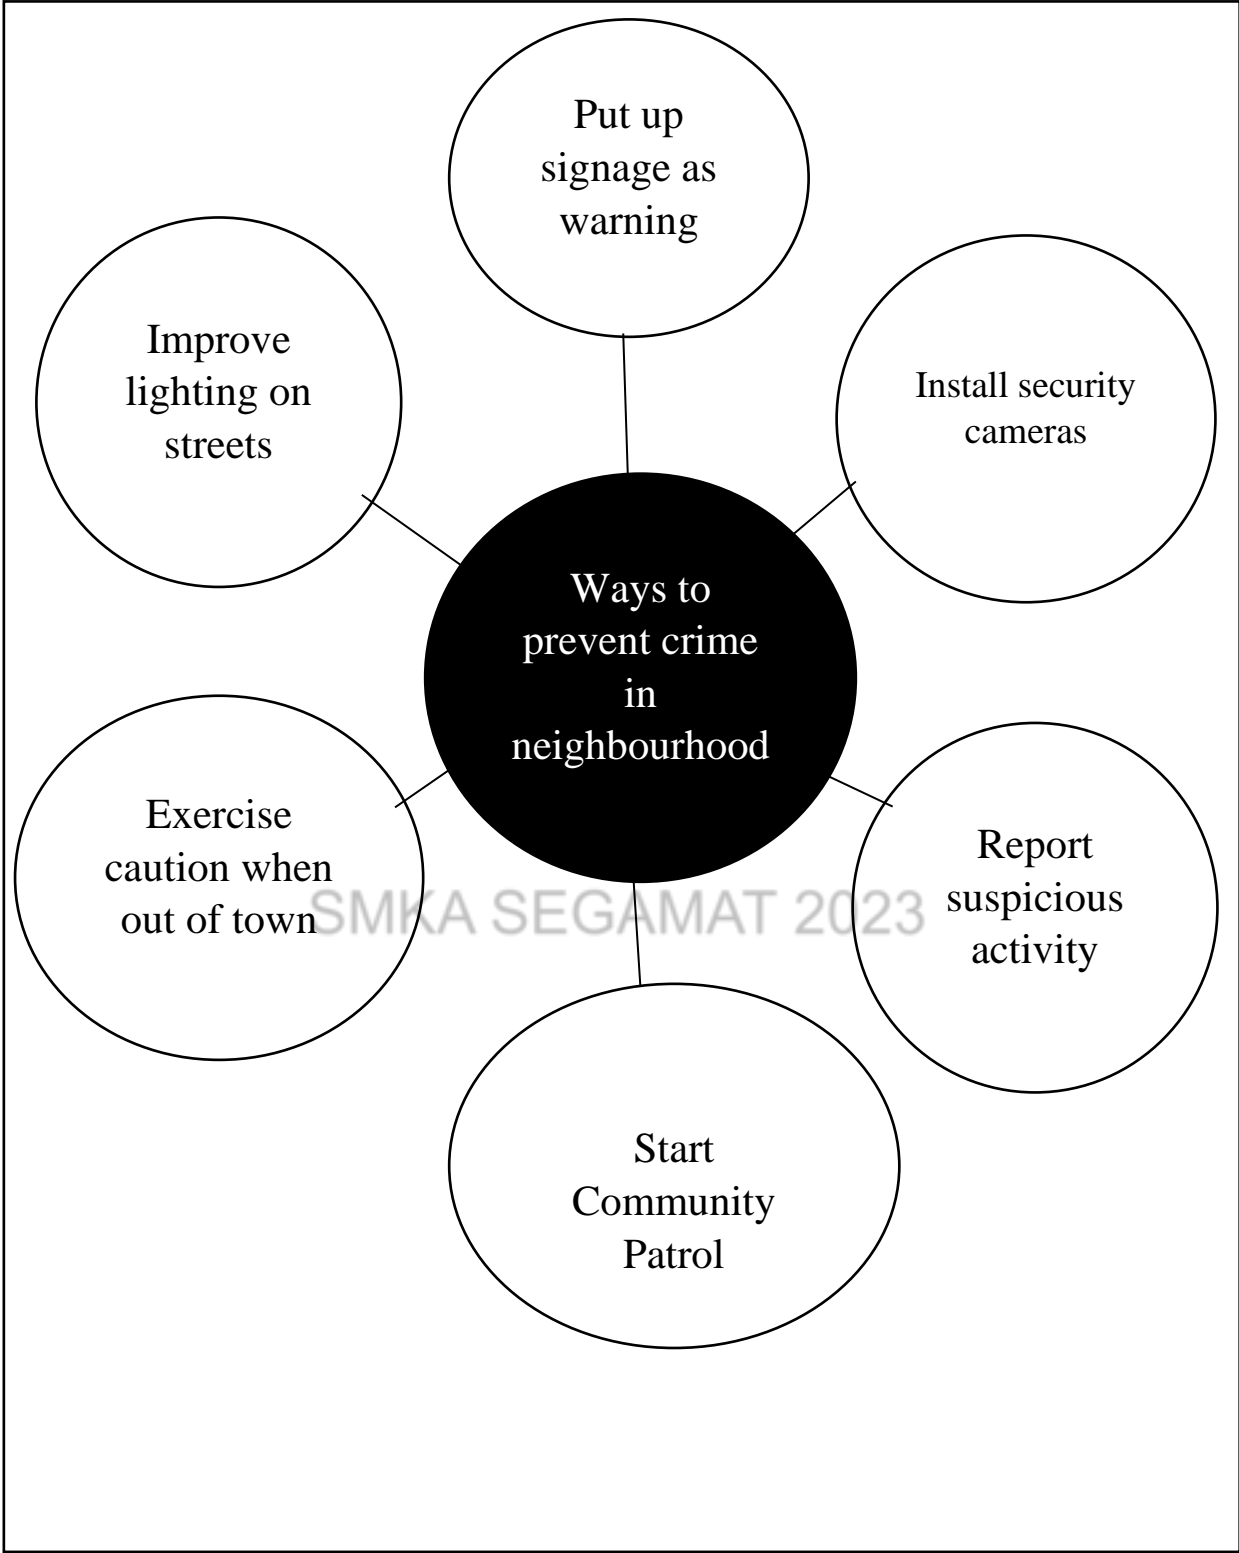 Put up
signage as
warning
Improve
lighting on
streets
Install security
cameras
Ways to
prevent crime
in
neighbourhood
Exercise
caution when
out of town
Report
suspicious
activity
SMKA SEGAMAT 2023
Start
Community
Patrol